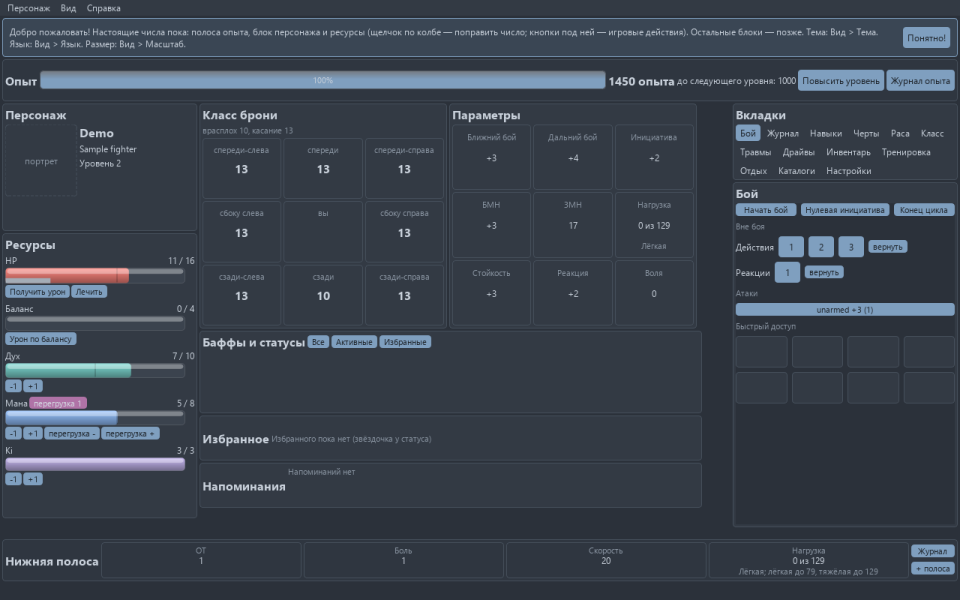 Персонаж Вид Справка
Добро пожаловать! Настоящие числа пока: полоса опыта, блок персонажа и ресурсы (щелчок по колбе — поправить число; кнопки под ней — игровые действия). Остальные блоки — позже. Тема: Вид > Тема.
Язык: Вид > Язык. Размер: Вид > Масштаб.
Понятно!
Опыт 100% 1450 опыта до следующего уровня: 1000 Повысить уровень Журнал опыта
Персонаж
портрет
Demo
Sample fighter
Уровень 2
Ресурсы
HP 11 / 16
Получить урон Лечить
Баланс 0 / 4
Урон по балансу
Дух 7 / 10
-1 +1
Мана перегрузка 1 5 / 8
-1 +1 перегрузка - перегрузка +
Ki 3 / 3
-1 +1
Класс брони
врасплох 10, касание 13
спереди-слева спереди спереди-справа
13 13 13
сбоку слева вы сбоку справа
13 13
сзади-слева сзади сзади-справа
13 10 13
Параметры
Ближний бой Дальний бой Инициатива
+3 +4 +2
БМН ЗМН Нагрузка
+3 17 0 из 129
Лёгкая
Стойкость Реакция Воля
+3 +2 0
Баффы и статусы Все Активные Избранные
Избранное Избранного пока нет (звёздочка у статуса)
Напоминаний нет
Напоминания
Вкладки
Бой Журнал Навыки Черты Раса Класс
Травмы Драйвы Инвентарь Тренировка
Отдых Каталоги Настройки
Бой
Начать бой Нулевая инициатива Конец цикла
Вне боя
Действия 1 2 3 вернуть
Реакции 1 вернуть
Атаки
unarmed +3 (1)
Быстрый доступ
Нижняя полоса
ОТ
1
Боль
1
Скорость
20
Нагрузка
0 из 129
Лёгкая; лёгкая до 79, тяжёлая до 129
Журнал
+ полоса